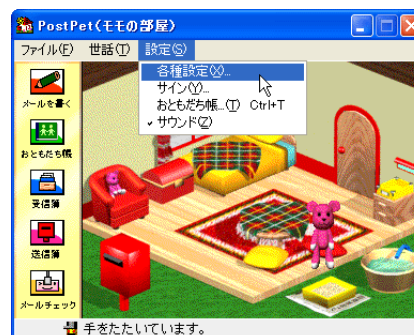 PostPet(モモの部屋)
ファイル(F) 世話(T) 設定(S)
各種設定(X)...
サイン(Y)...
おともだち帳...(T) Ctrl+T
サウンド(Z)
メールを書く
おともだち帳
受信簿
送信簿
メールチェック
手をたたいています。